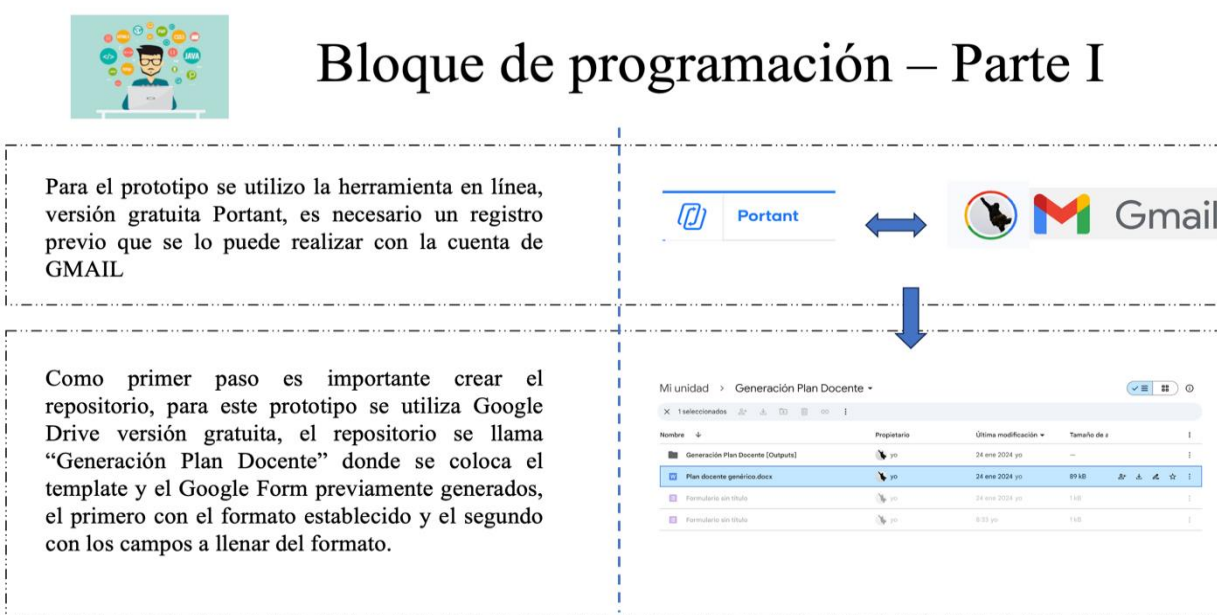 JAVA
Bloque de programación – Parte I
Para el prototipo se utilizo la herramienta en línea,
versión gratuita Portant, es necesario un registro
previo que se lo puede realizar con la cuenta de
GMAIL
Portant
Gmail
Como primer paso es importante crear el
repositorio, para este prototipo se utiliza Google
Drive versión gratuita, el repositorio se llama
“Generación Plan Docente” donde se coloca el
template y el Google Form previamente generados,
el primero con el formato establecido y el segundo
con los campos a llenar del formato.
Mi unidad > Generación Plan Docente
1 seleccionados
Nombre Propietario Última modificación Tamaño de a
Generación Plan Docente [Outputs] yo 24 ene 2024 yo —
Plan docente genérico.docx yo 24 ene 2024 yo 89 kB
Formulario sin título yo 24 ene 2024 yo 1 kB
Formulario sin título yo yo 1 kB